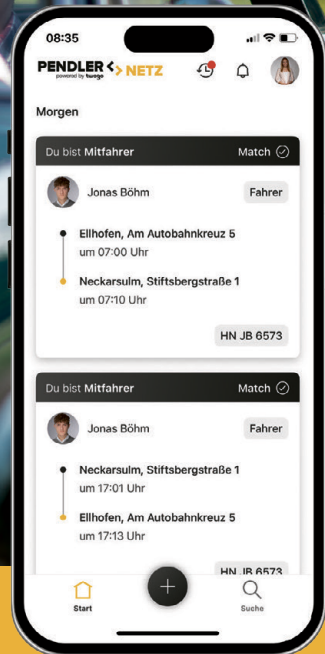 08:35
PENDLER <> NETZ
powered by twogo
Morgen
Du bist Mitfahrer Match
Jonas Böhm Fahrer
Ellhofen, Am Autobahnkreuz 5
um 07:00 Uhr
Neckarsulm, Stiftsbergstraße 1
um 07:10 Uhr
HN JB 6573
Du bist Mitfahrer Match
Jonas Böhm Fahrer
Neckarsulm, Stiftsbergstraße 1
um 17:01 Uhr
Ellhofen, Am Autobahnkreuz 5
um 17:13 Uhr
HN JB 6573
Start Suche